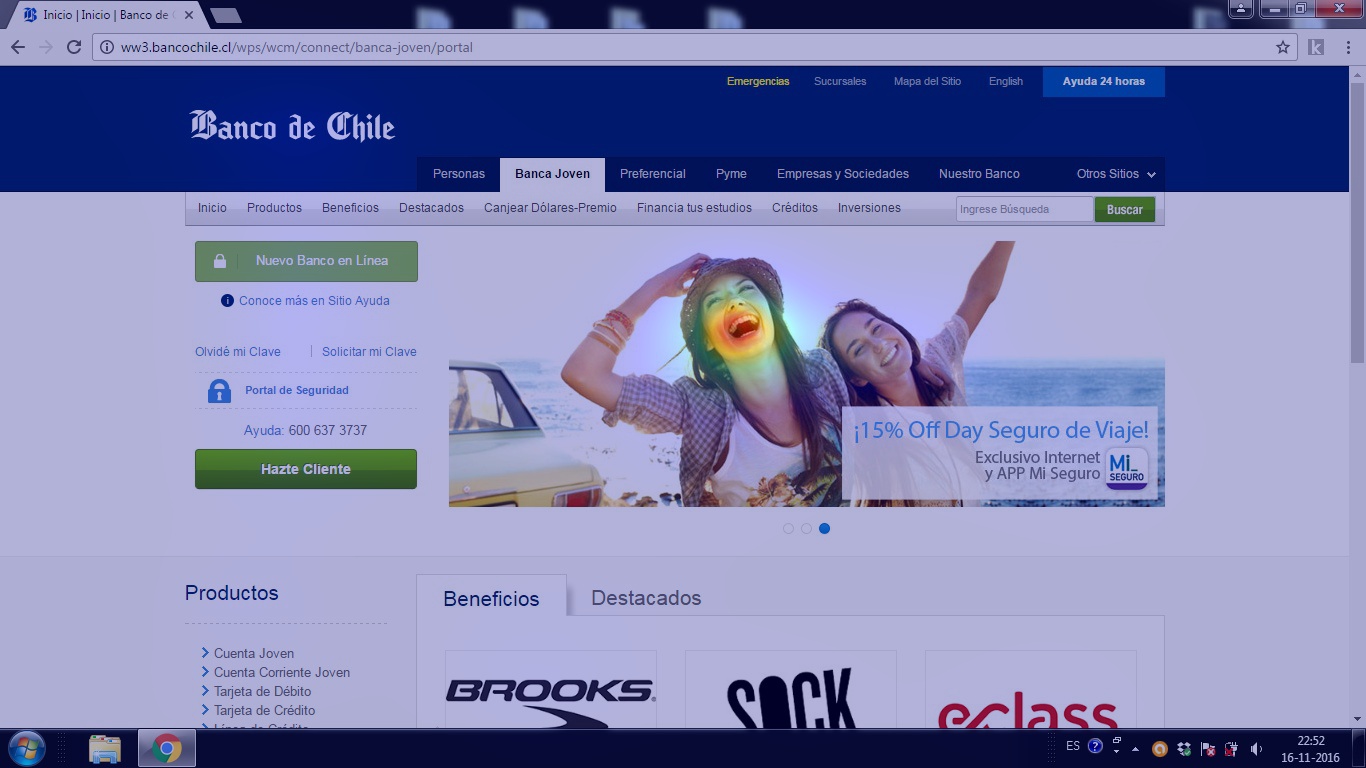 Inicio | Inicio | Banco de
ww3.bancochile.cl/wps/wcm/connect/banca-joven/portal
Emergencias Sucursales Mapa del Sitio English Ayuda 24 horas
Banco de Chile
Personas Banca Joven Preferencial Pyme Empresas y Sociedades Nuestro Banco Otros Sitios
Inicio Productos Beneficios Destacados Canjear Dólares-Premio Financia tus estudios Créditos Inversiones Ingrese Búsqueda Buscar
Nuevo Banco en Línea
Conoce más en Sitio Ayuda
Olvidé mi Clave | Solicitar mi Clave
Portal de Seguridad
Ayuda: 600 637 3737
Hazte Cliente
¡15% Off Day Seguro de Viaje!
Exclusivo Internet
y APP Mi Seguro
Mi_
SEGURO
Productos
Cuenta Joven
Cuenta Corriente Joven
Tarjeta de Débito
Tarjeta de Crédito
Línea de Crédito
Beneficios Destacados
BROOKS
SOCK
eclass
ES
22:52
16-11-2016